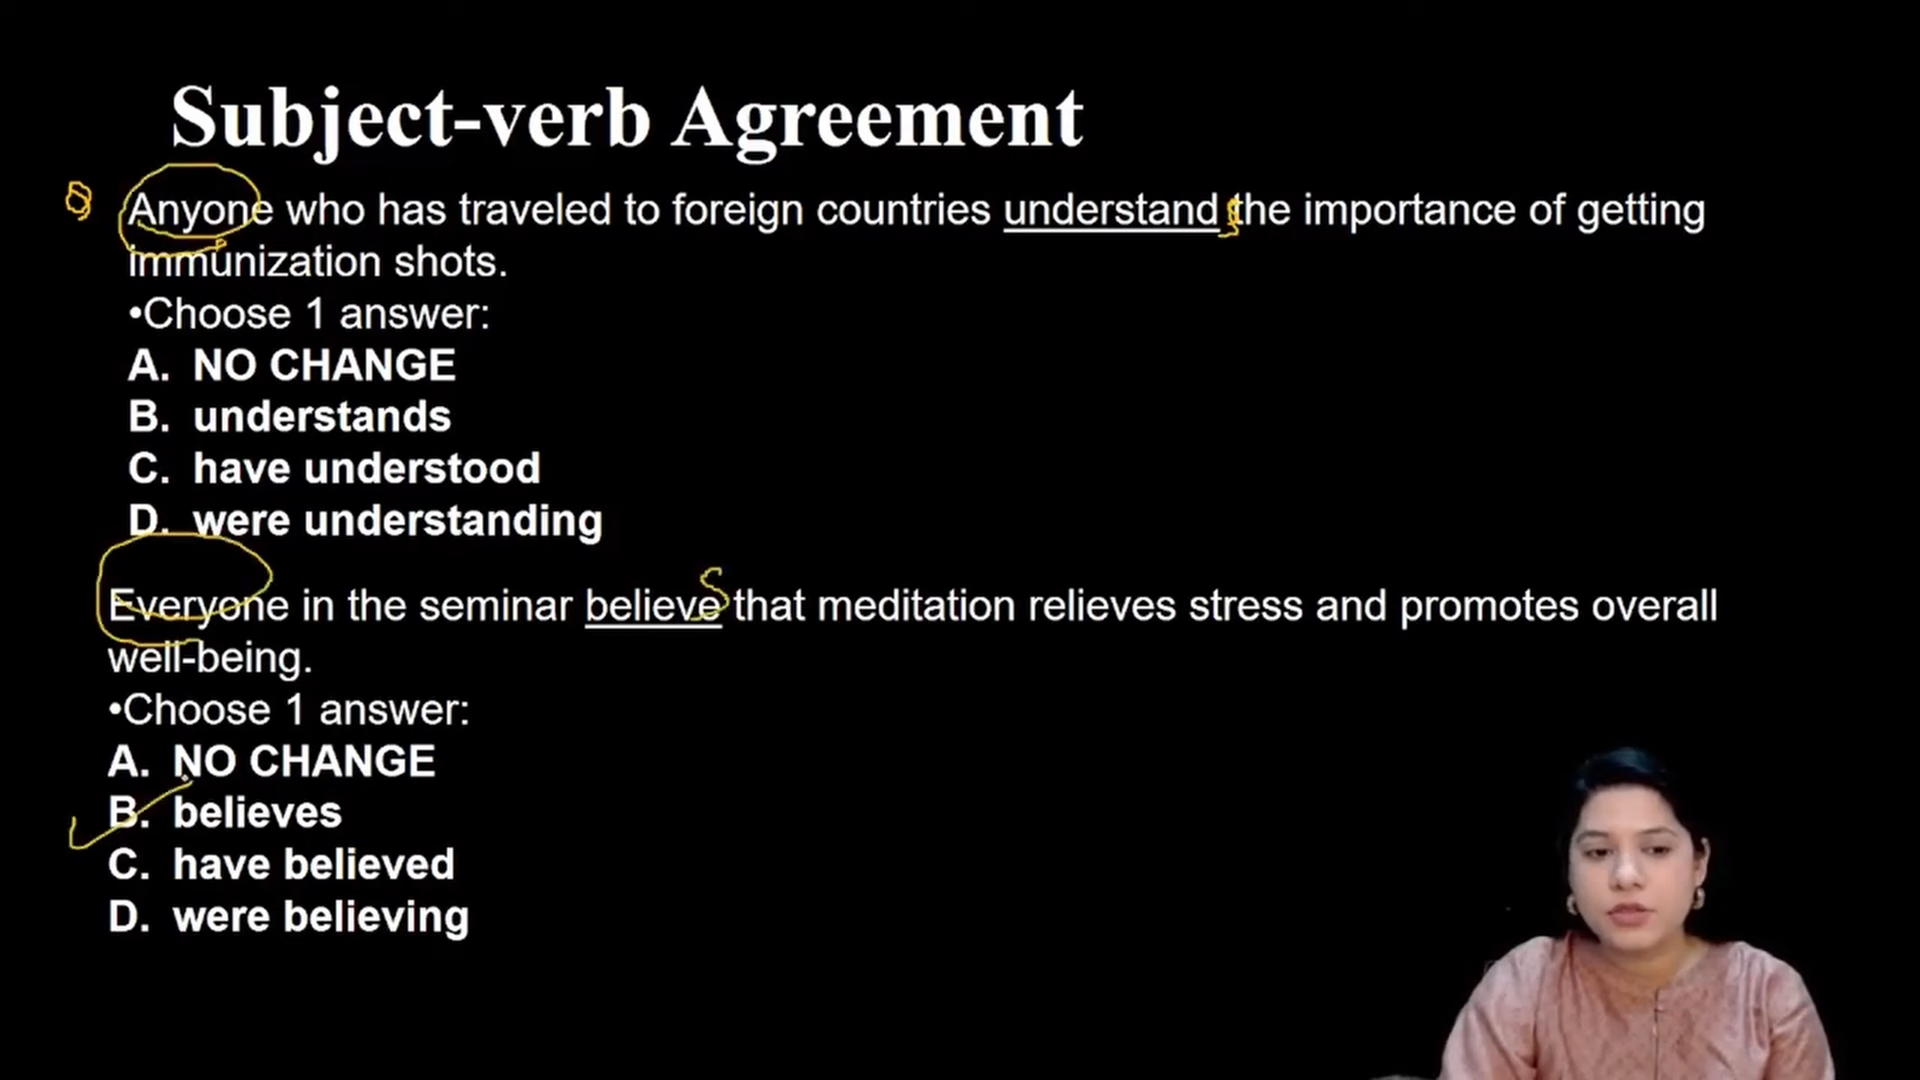 Subject-verb Agreement
Anyone who has traveled to foreign countries understand s the importance of getting
immunization shots.
•Choose 1 answer:
A. NO CHANGE
B. understands
C. have understood
D. were understanding
Everyone in the seminar believe s that meditation relieves stress and promotes overall
well-being.
•Choose 1 answer:
A. NO CHANGE
B. believes
C. have believed
D. were believing